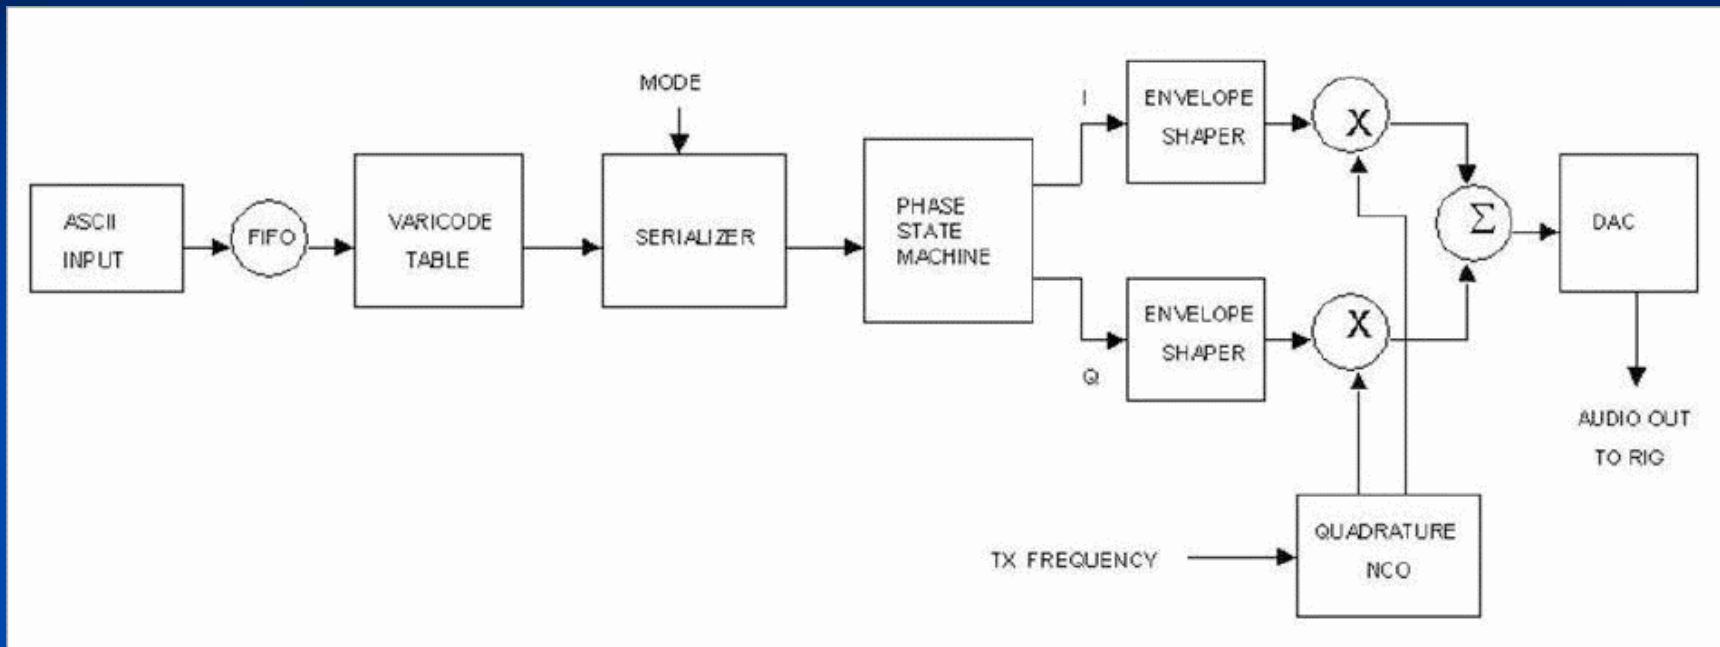 MODE
ASCII
INPUT
FIFO
VARICODE
TABLE
SERIALIZER
PHASE
STATE
MACHINE
I
Q
ENVELOPE
SHAPER
X
ENVELOPE
SHAPER
X
Σ
DAC
AUDIO OUT
TO RIG
TX FREQUENCY
QUADRATURE
NCO